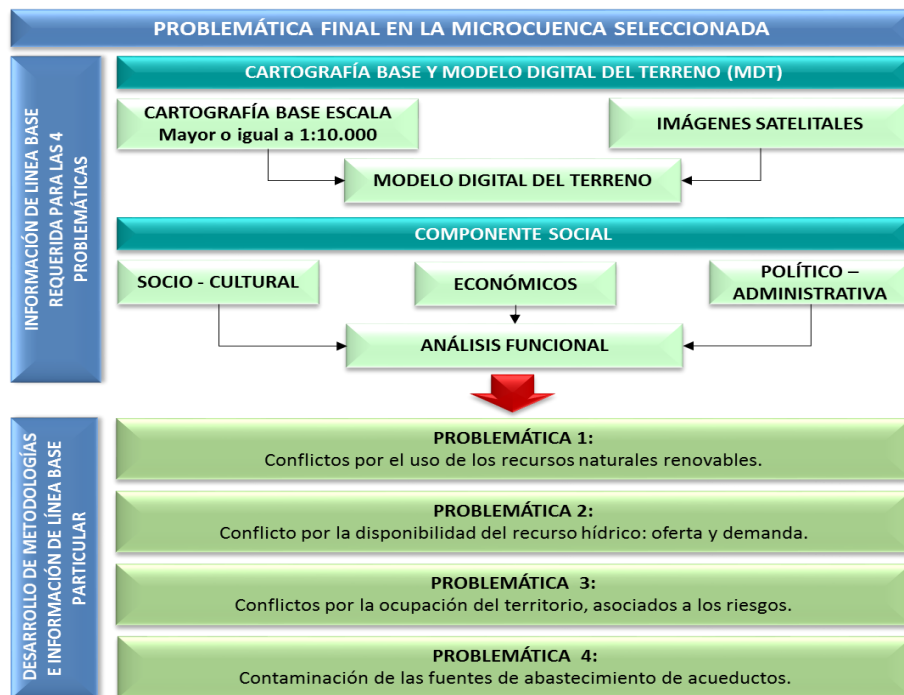 PROBLEMÁTICA FINAL EN LA MICROCUENCA SELECCIONADA
INFORMACIÓN DE LINEA BASE
REQUERIDA PARA LAS 4
PROBLEMÁTICAS
CARTOGRAFÍA BASE Y MODELO DIGITAL DEL TERRENO (MDT)
CARTOGRAFÍA BASE ESCALA
Mayor o igual a 1:10.000
IMÁGENES SATELITALES
MODELO DIGITAL DEL TERRENO
COMPONENTE SOCIAL
SOCIO - CULTURAL
ECONÓMICOS
POLÍTICO –
ADMINISTRATIVA
ANÁLISIS FUNCIONAL
DESARROLLO DE METODOLOGÍAS
E INFORMACIÓN DE LÍNEA BASE
PARTICULAR
PROBLEMÁTICA 1:
Conflictos por el uso de los recursos naturales renovables.
PROBLEMÁTICA 2:
Conflicto por la disponibilidad del recurso hídrico: oferta y demanda.
PROBLEMÁTICA 3:
Conflictos por la ocupación del territorio, asociados a los riesgos.
PROBLEMÁTICA 4:
Contaminación de las fuentes de abastecimiento de acueductos.